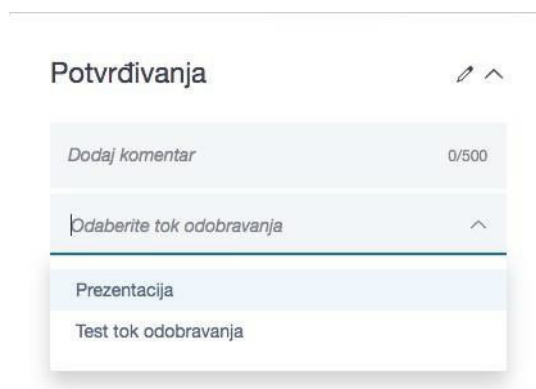 Potvrđivanja
Dodaj komentar 0/500
Odaberite tok odobravanja
Prezentacija
Test tok odobravanja